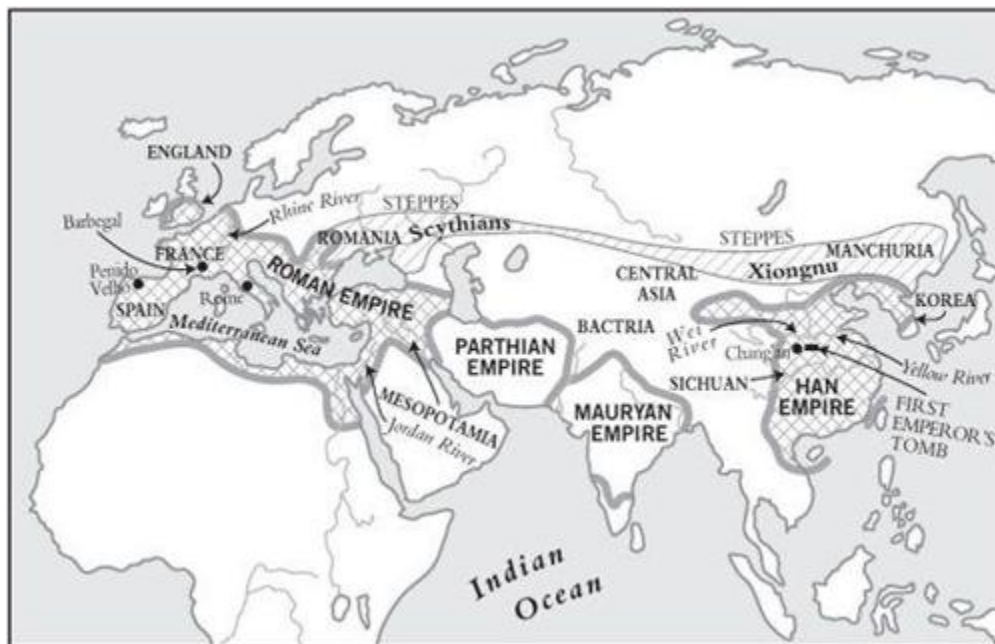 ENGLAND
Rhine River
Barbegal
FRANCE
Penido
Velho
SPAIN
Rome
ROMAN EMPIRE
Mediterranean Sea
ROMANIA
STEPPES
Scythians
STEPPES
MANCHURIA
Xiongnu
CENTRAL
ASIA
KOREA
BACTRIA
Wei
River
Chang'an
Yellow River
SICHUAN
HAN
EMPIRE
FIRST
EMPEROR'S
TOMB
PARTHIAN
EMPIRE
MAURYAN
EMPIRE
MESOPOTAMIA
Jordan River
Indian
Ocean